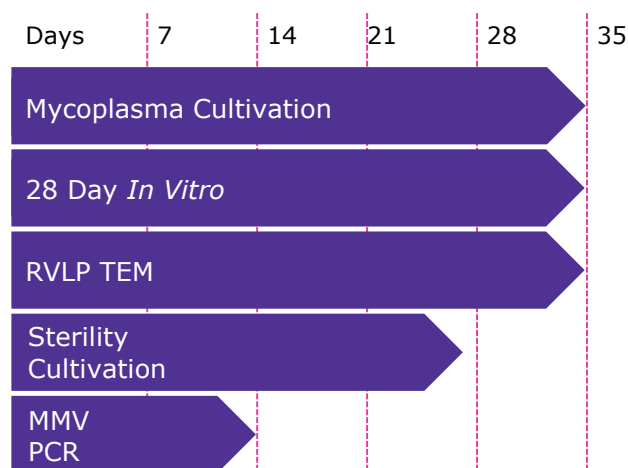 Days 7 14 21 28 35
Mycoplasma Cultivation
28 Day In Vitro
RVLP TEM
Sterility
Cultivation
MMV
PCR